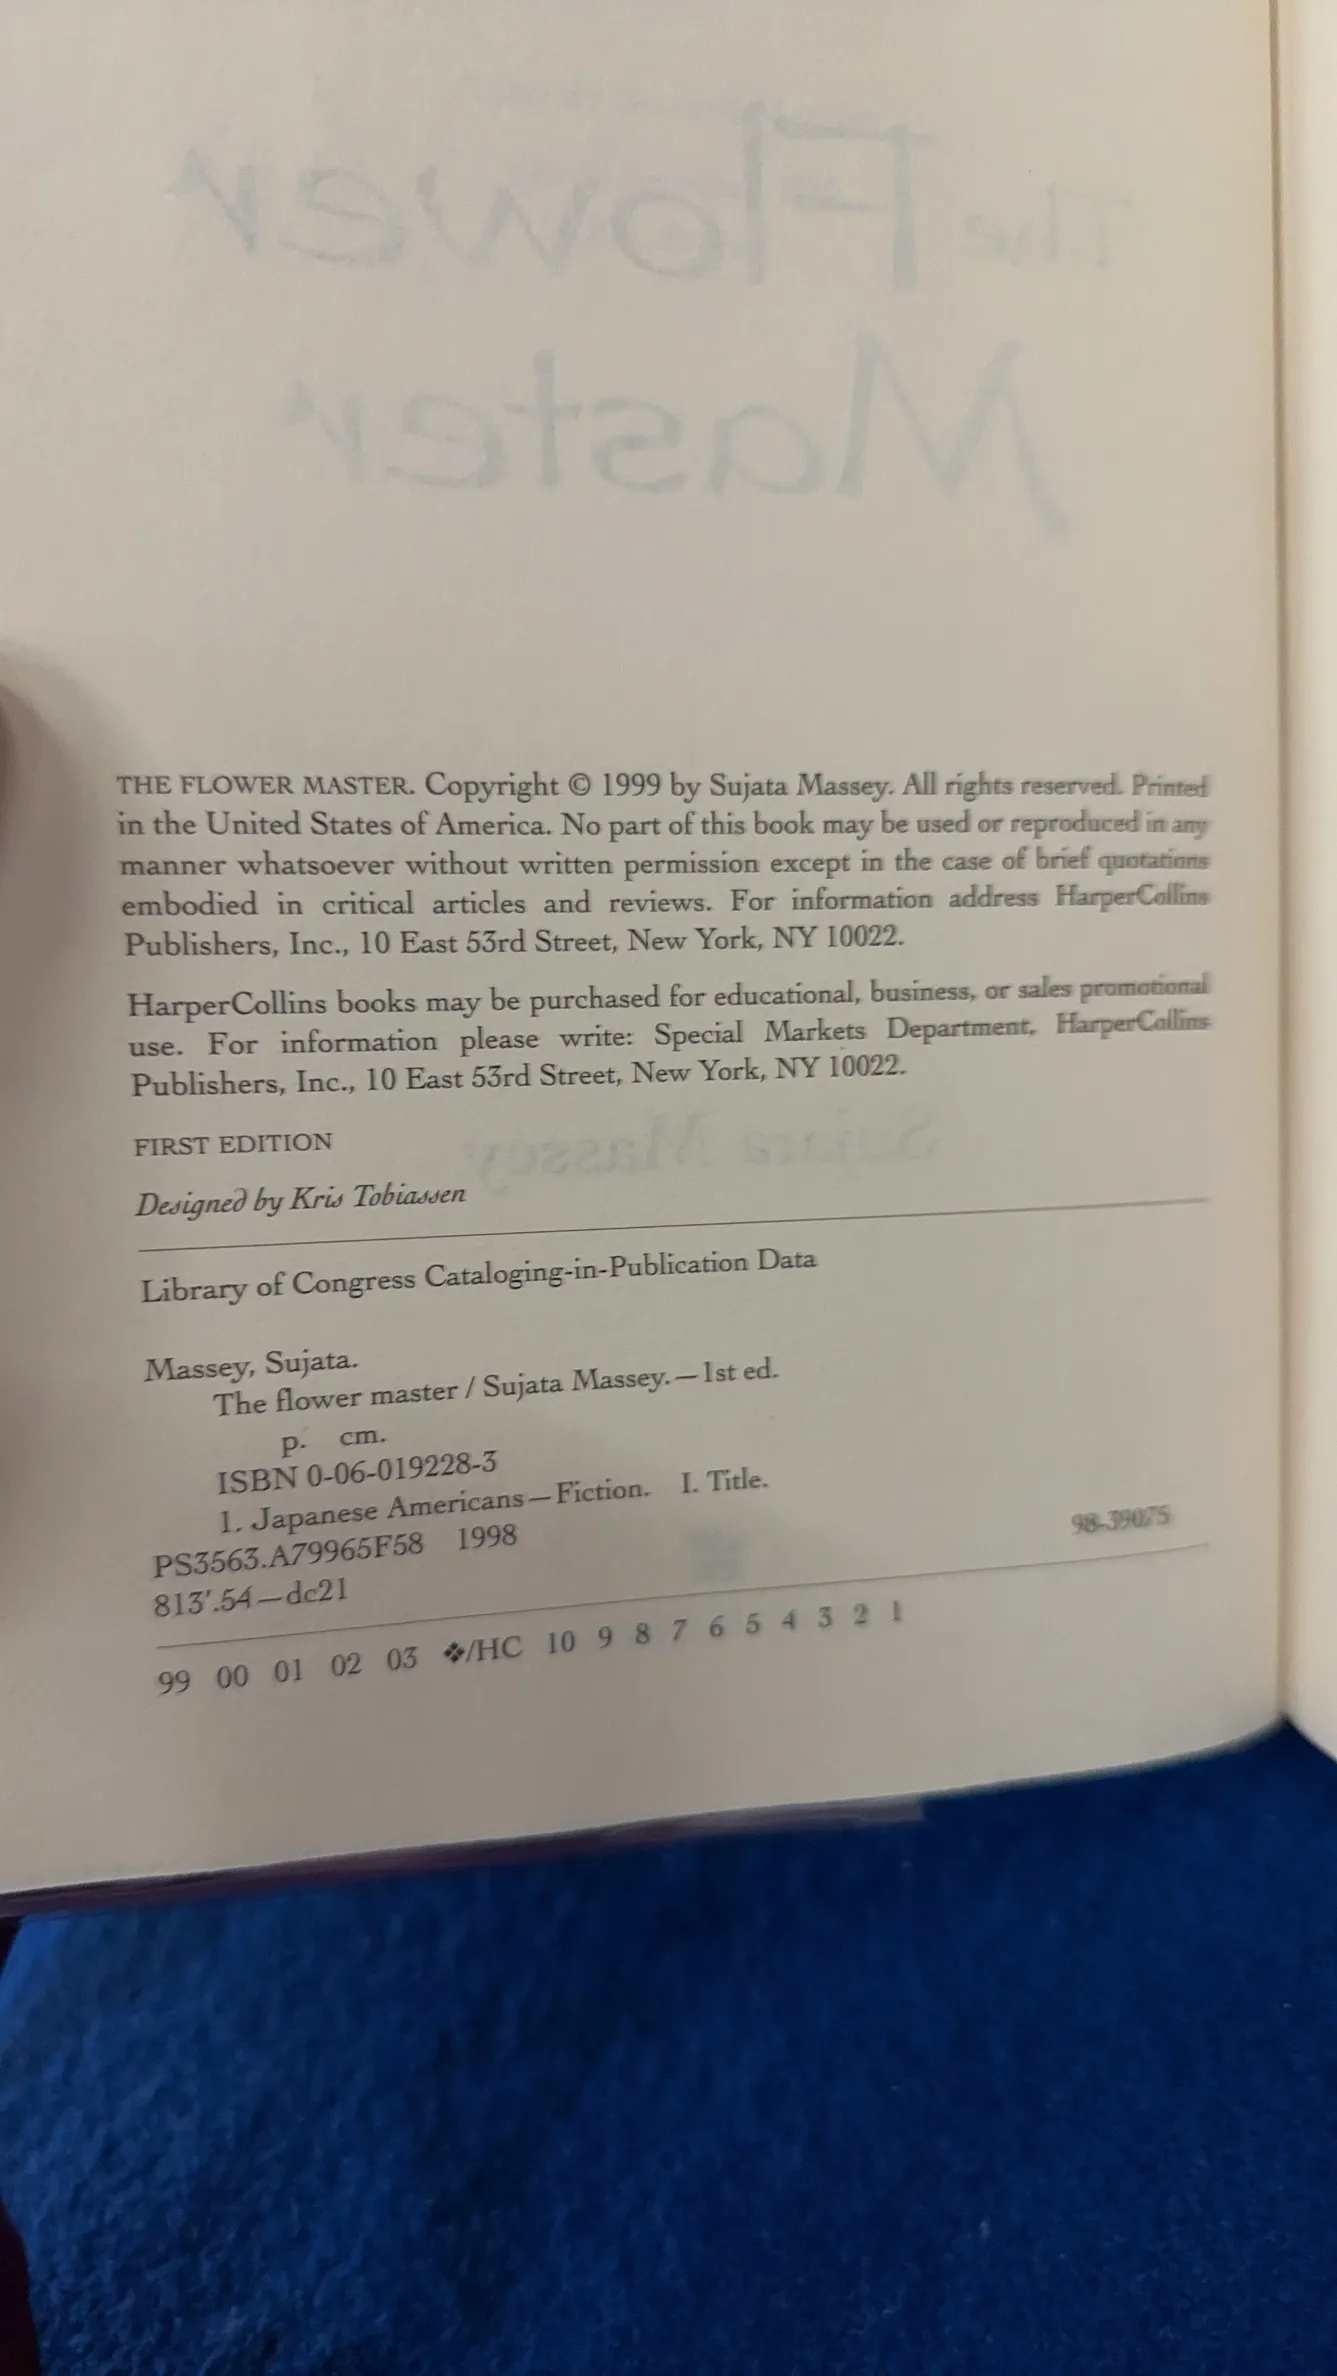 The Flower
Master
THE FLOWER MASTER. Copyright © 1999 by Sujata Massey. All rights reserved. Printed
in the United States of America. No part of this book may be used or reproduced in any
manner whatsoever without written permission except in the case of brief quotations
embodied in critical articles and reviews. For information address HarperCollins
Publishers, Inc., 10 East 53rd Street, New York, NY 10022.
HarperCollins books may be purchased for educational, business, or sales promotional
use. For information please write: Special Markets Department, HarperCollins
Publishers, Inc., 10 East 53rd Street, New York, NY 10022.
Sujata Massey
FIRST EDITION
Designed by Kris Tobiassen
Library of Congress Cataloging-in-Publication Data
Massey, Sujata.
The flower master / Sujata Massey.—1st ed.
p. cm.
ISBN 0-06-019228-3
1. Japanese Americans—Fiction. I. Title.
PS3563.A79965F58 1998
813'.54—dc21 98-39075
99 00 01 02 03 ❖/HC 10 9 8 7 6 5 4 3 2 1